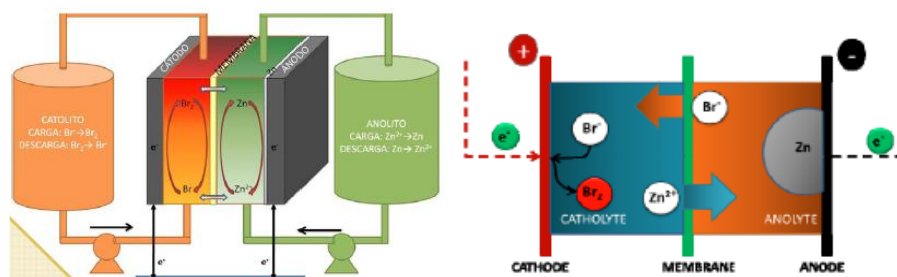 CATODO
MEMBRANA
Zn
ANODO
Br₂
Zn
CATOLITO
CARGA: Br⁻→Br₂
DESCARGA: Br₂→ Br⁻
ANOLITO
CARGA: Zn²⁺→Zn
DESCARGA: Zn→ Zn²⁺
e⁻
e⁻
Br⁻
Zn²⁺
e⁻
e⁻
+
-
Br⁻
e⁻
Br⁻
Zn
e⁻
Br₂
Zn²⁺
CATHOLYTE
ANOLYTE
CATHODE
MEMBRANE
ANODE